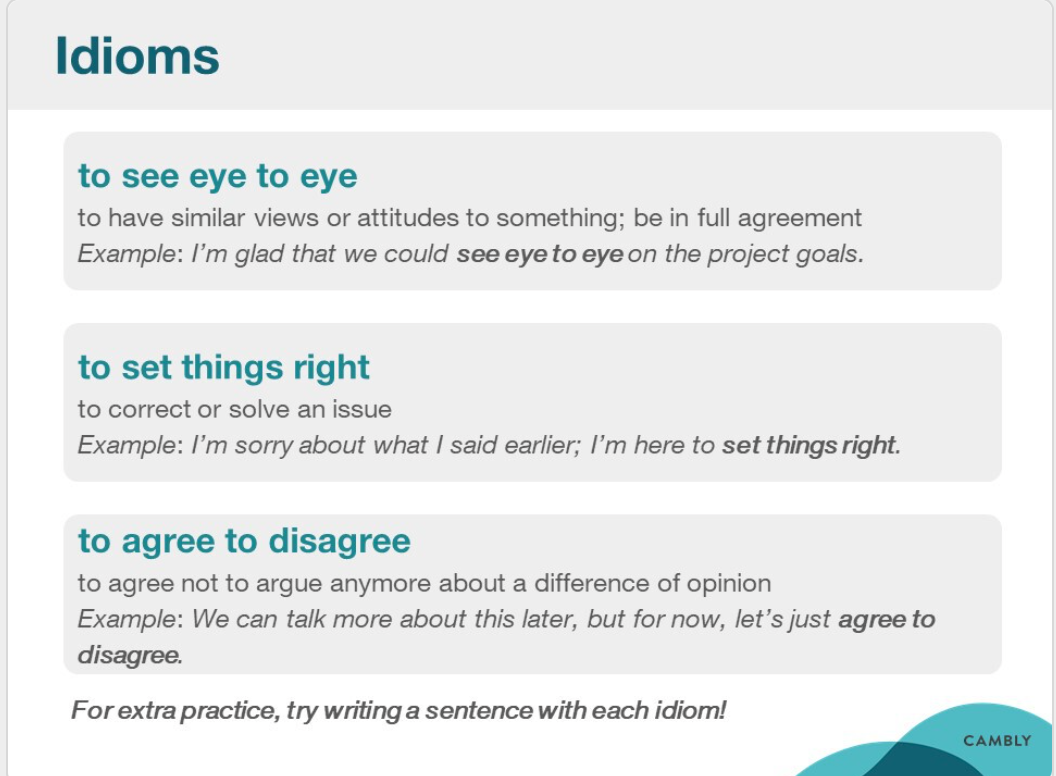 Idioms
to see eye to eye
to have similar views or attitudes to something; be in full agreement
Example: I'm glad that we could see eye to eye on the project goals.
to set things right
to correct or solve an issue
Example: I'm sorry about what I said earlier; I'm here to set things right.
to agree to disagree
to agree not to argue anymore about a difference of opinion
Example: We can talk more about this later, but for now, let's just agree to
disagree.
For extra practice, try writing a sentence with each idiom!
CAMBLY